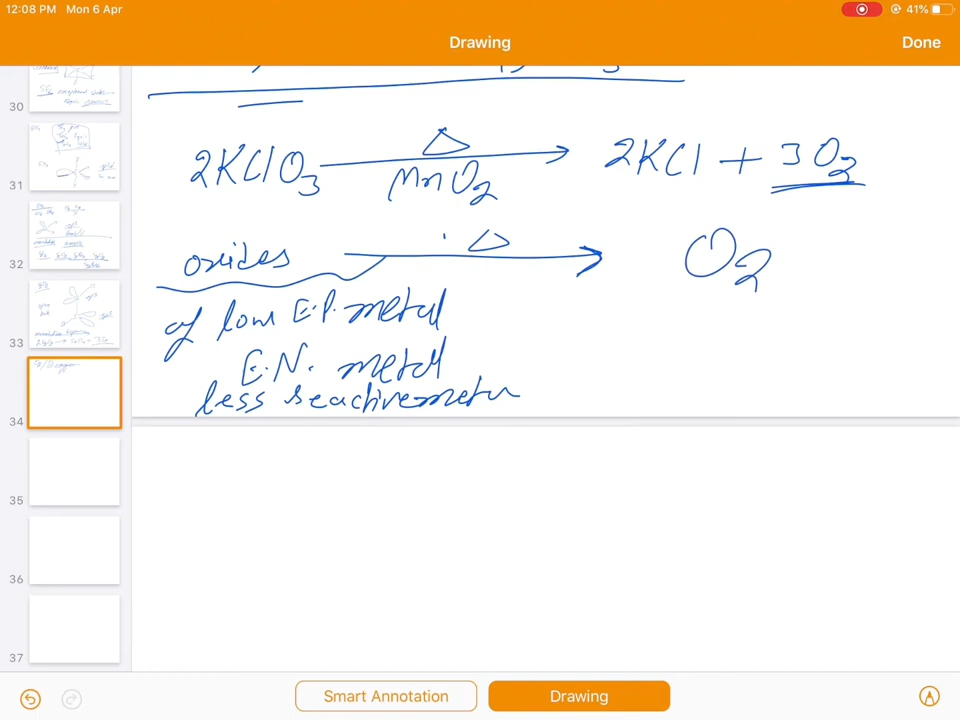 12:08 PM Mon 6 Apr
41%
Drawing
Done
30
31
32
33
34
35
36
37
2KClO3 Δ MnO2 → 2KCl + 3O2
oxides Δ → O2
of low E.P. metal
E.N. metal
less reactive metal
Smart Annotation
Drawing